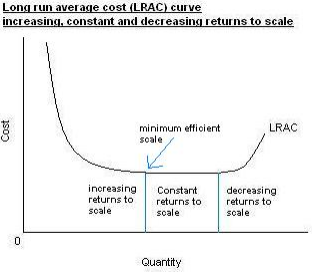 Long run average cost (LRAC) curve
increasing, constant and decreasing returns to scale
Cost
minimum efficient
scale
LRAC
increasing
returns to
scale
Constant
returns to
scale
decreasing
returns to
scale
0
Quantity